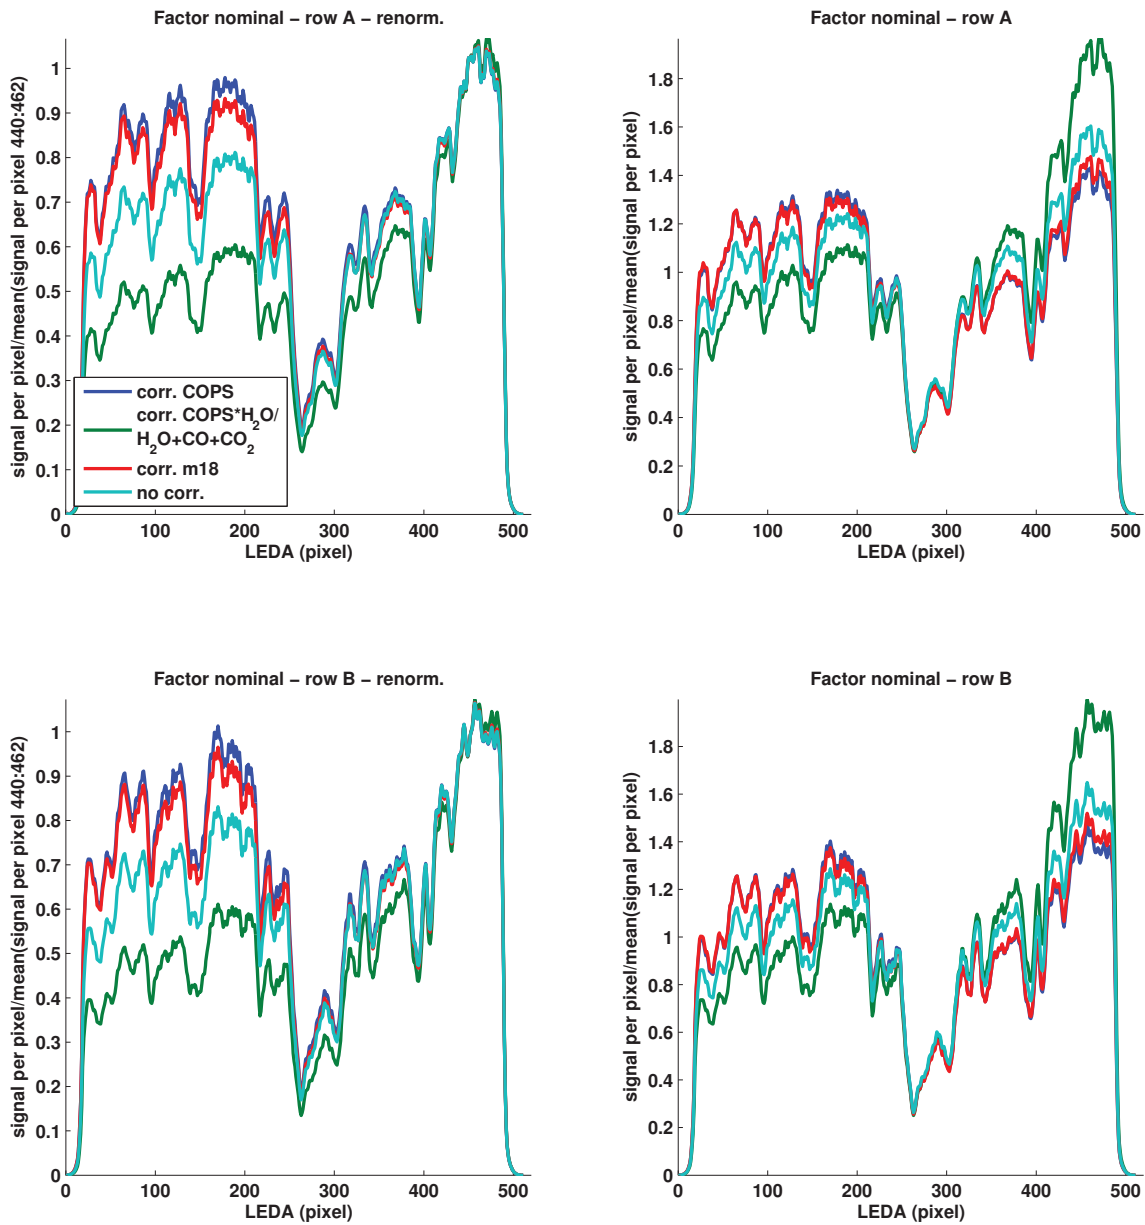 Factor nominal – row A – renorm.
signal per pixel/mean(signal per pixel 440:462)
1
0.9
0.8
0.7
0.6
0.5
0.4
0.3
0.2
0.1
0
corr. COPS
corr. COPS*H2O/
H2O+CO+CO2
corr. m18
no corr.
0 100 200 300 400 500
LEDA (pixel)
Factor nominal – row A
signal per pixel/mean(signal per pixel)
1.8
1.6
1.4
1.2
1
0.8
0.6
0.4
0.2
0
0 100 200 300 400 500
LEDA (pixel)
Factor nominal – row B – renorm.
signal per pixel/mean(signal per pixel 440:462)
1
0.9
0.8
0.7
0.6
0.5
0.4
0.3
0.2
0.1
0
0 100 200 300 400 500
LEDA (pixel)
Factor nominal – row B
signal per pixel/mean(signal per pixel)
1.8
1.6
1.4
1.2
1
0.8
0.6
0.4
0.2
0
0 100 200 300 400 500
LEDA (pixel)